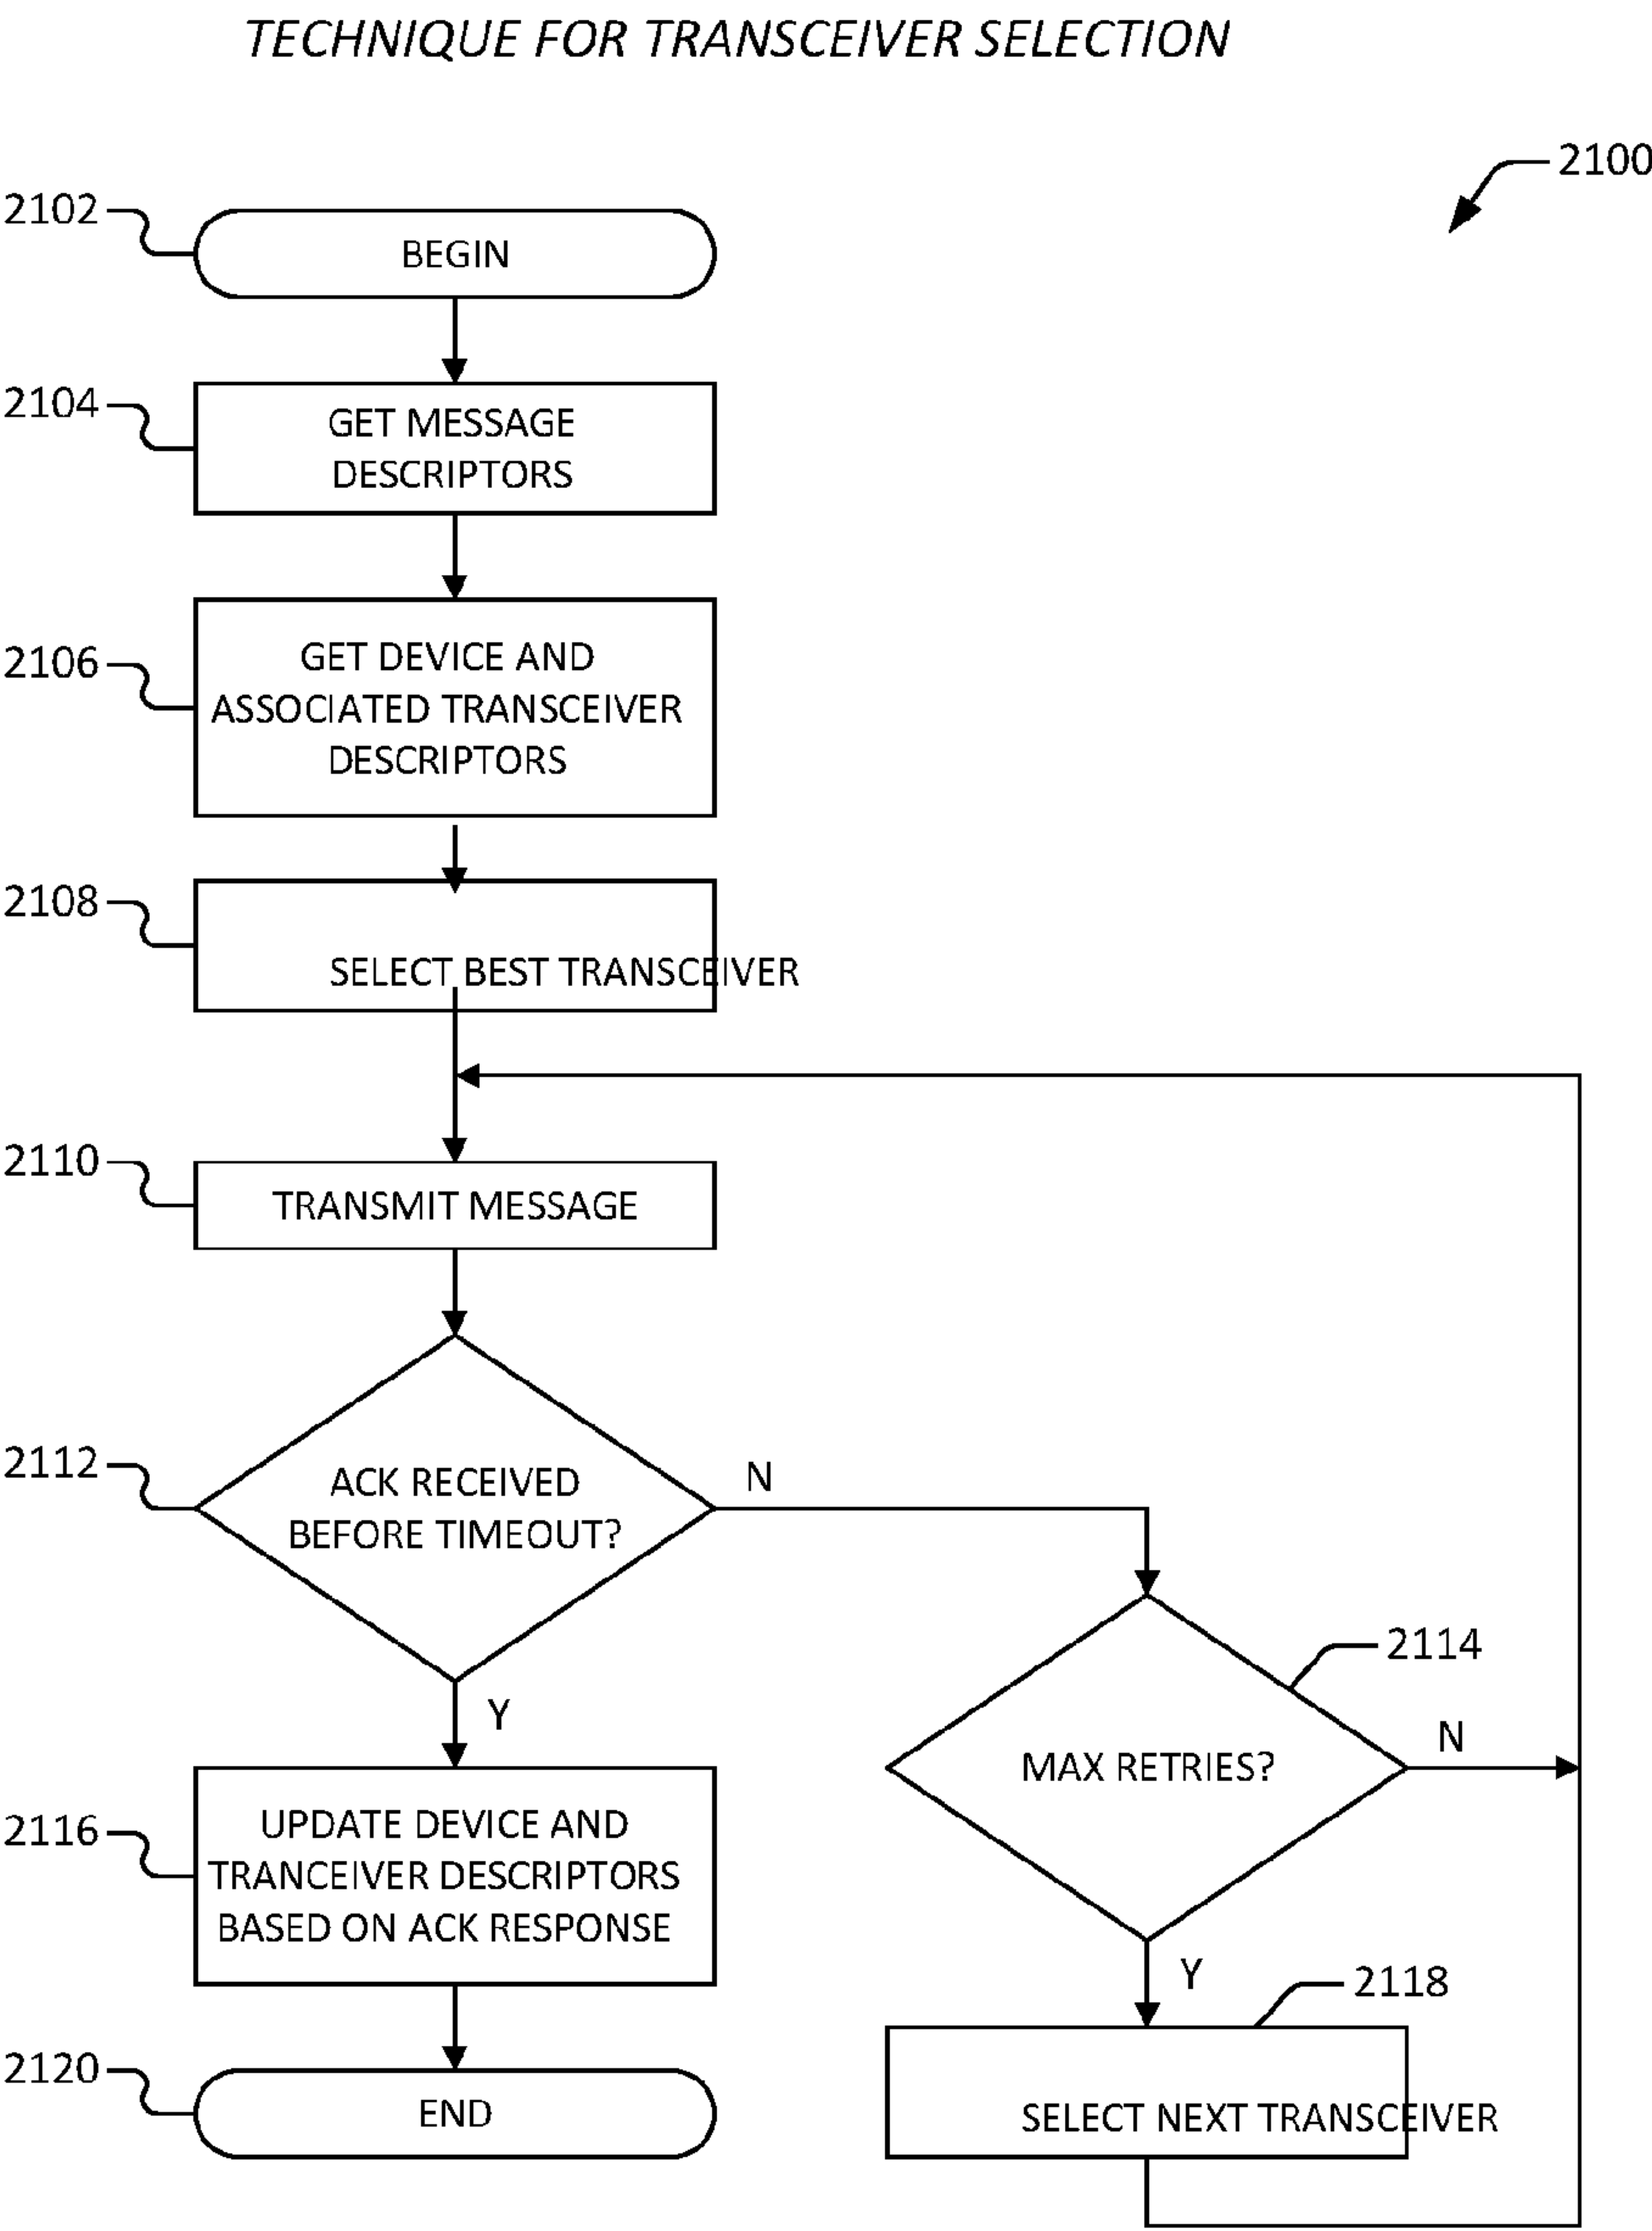 TECHNIQUE FOR TRANSCEIVER SELECTION
2100
2102
BEGIN
2104
GET MESSAGE
DESCRIPTORS
2106
GET DEVICE AND
ASSOCIATED TRANSCEIVER
DESCRIPTORS
2108
SELECT BEST TRANSCEIVER
2110
TRANSMIT MESSAGE
2112
ACK RECEIVED
BEFORE TIMEOUT?
N
Y
2114
MAX RETRIES?
N
Y
2116
UPDATE DEVICE AND
TRANCEIVER DESCRIPTORS
BASED ON ACK RESPONSE
2118
SELECT NEXT TRANSCEIVER
2120
END